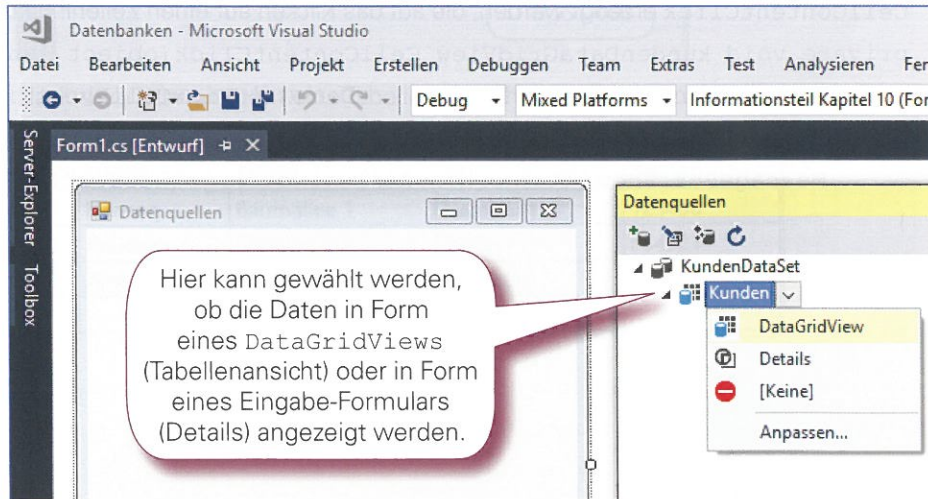 Datenbanken - Microsoft Visual Studio
Datei Bearbeiten Ansicht Projekt Erstellen Debuggen Team Extras Test Analysieren Fen
Debug Mixed Platforms Informationsteil Kapitel 10 (For
Server-Explorer
Toolbox
Form1.cs [Entwurf]
Datenquellen
Hier kann gewählt werden,
ob die Daten in Form
eines DataGridViews
(Tabellenansicht) oder in Form
eines Eingabe-Formulars
(Details) angezeigt werden.
Datenquellen
KundenDataSet
Kunden
DataGridView
Details
[Keine]
Anpassen...